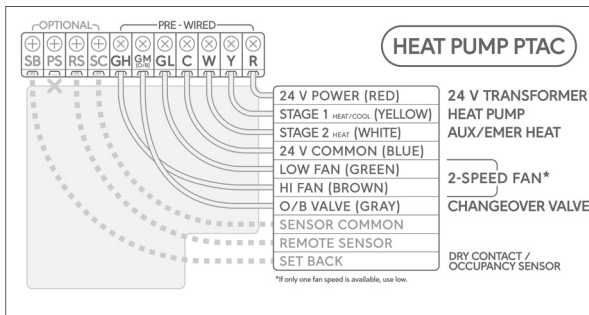 OPTIONAL
PRE - WIRED
SB PS RS SC GH GM (O/B) GL C W Y R
HEAT PUMP PTAC
24 V POWER (RED)
24 V TRANSFORMER
STAGE 1 HEAT/COOL (YELLOW)
HEAT PUMP
STAGE 2 HEAT (WHITE)
AUX/EMER HEAT
24 V COMMON (BLUE)
LOW FAN (GREEN)
HI FAN (BROWN)
2-SPEED FAN*
O/B VALVE (GRAY)
CHANGEOVER VALVE
SENSOR COMMON
REMOTE SENSOR
SET BACK
DRY CONTACT /
OCCUPANCY SENSOR
*If only one fan speed is available, use low.